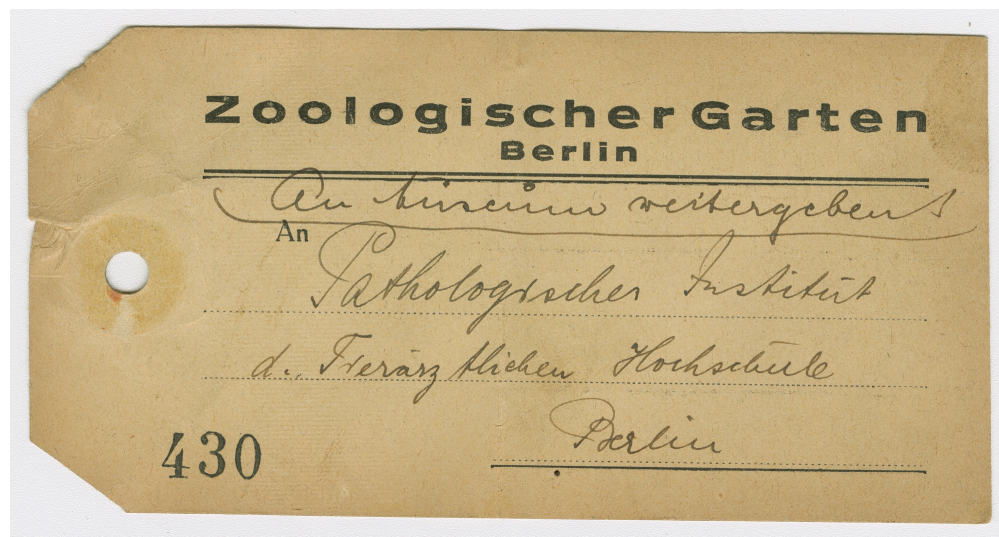 Zoologischer Garten
Berlin
An Museum weitergeben!
An
Pathologisches Institut
d. Tierärztlichen Hochschule
Berlin
430